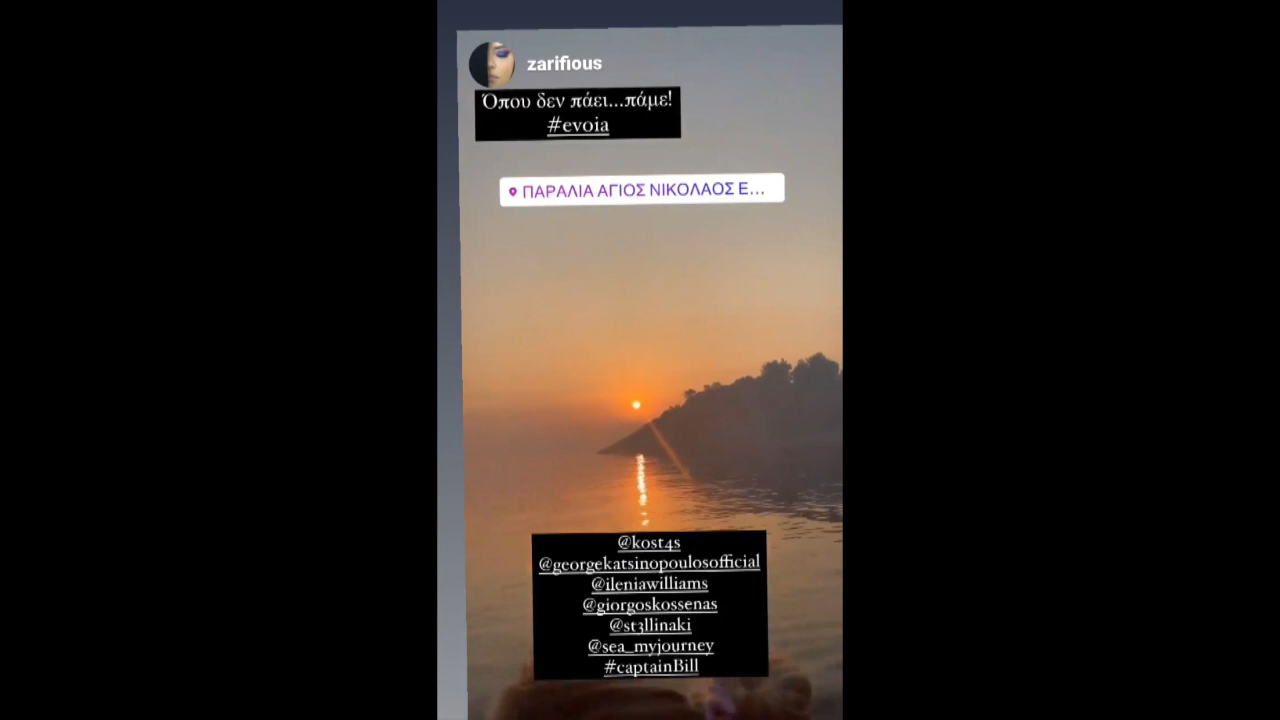 zarifious
Όπου δεν πάει...πάμε!
#evoia
ΠΑΡΑΛΙΑ ΑΓΙΟΣ ΝΙΚΟΛΑΟΣ Ε...
@kost4s
@georgekatsinopoulosofficial
@ileniawilliams
@giorgoskossenas
@st3llinaki
@sea_myjourney
#captainBill